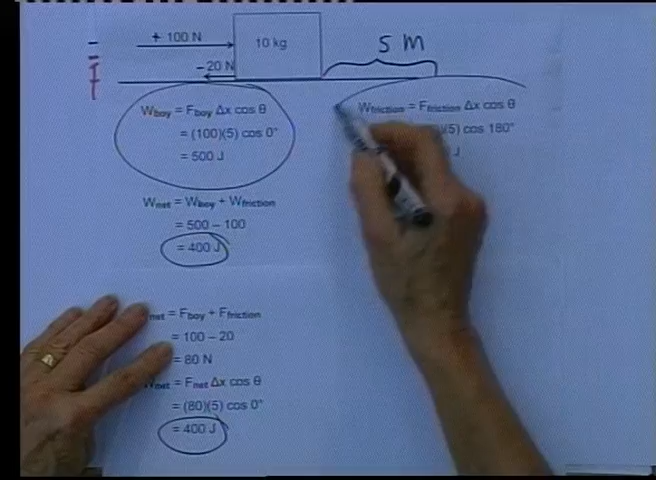 + 100 N
10 kg
5 M
– 20 N
Wboy = Fboy Δx cos θ
= (100)(5) cos 0°
= 500 J
Wfriction = Ffriction Δx cos θ
)(5) cos 180°
J
Wnet = Wboy + Wfriction
= 500 – 100
= 400 J
net = Fboy + Ffriction
= 100 – 20
= 80 N
Wnet = Fnet Δx cos θ
= (80)(5) cos 0°
= 400 J